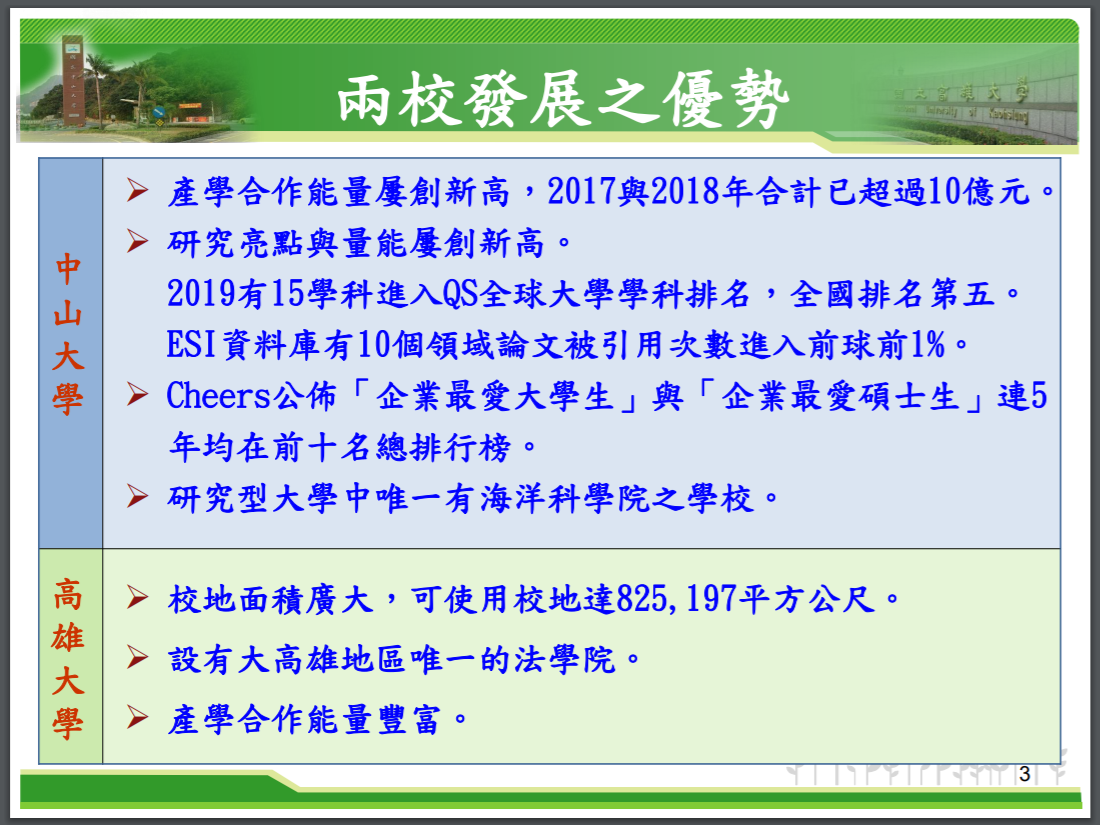 兩校發展之優勢
中山大學
產學合作能量屢創新高，2017與2018年合計已超過10億元。
研究亮點與量能屢創新高。
2019有15學科進入QS全球大學學科排名，全國排名第五。
ESI資料庫有10個領域論文被引用次數進入前球前1%。
Cheers公佈「企業最愛大學生」與「企業最愛碩士生」連5
年均在前十名總排行榜。
研究型大學中唯一有海洋科學院之學校。
高雄大學
校地面積廣大，可使用校地達825,197平方公尺。
設有大高雄地區唯一的法學院。
產學合作能量豐富。
3